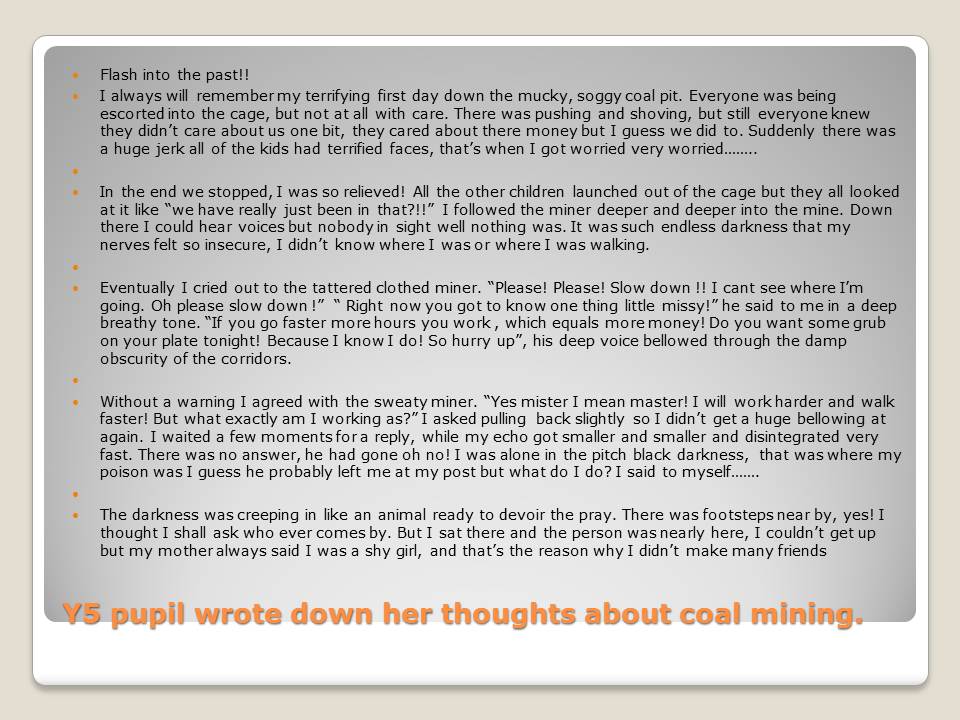 Flash into the past!!
I always will remember my terrifying first day down the mucky, soggy coal pit. Everyone was being
escorted into the cage, but not at all with care. There was pushing and shoving, but still everyone knew
they didn’t care about us one bit, they cared about there money but I guess we did to. Suddenly there was
a huge jerk all of the kids had terrified faces, that’s when I got worried very worried……..
In the end we stopped, I was so relieved! All the other children launched out of the cage but they all looked
at it like “we have really just been in that?!!” I followed the miner deeper and deeper into the mine. Down
there I could hear voices but nobody in sight well nothing was. It was such endless darkness that my
nerves felt so insecure, I didn’t know where I was or where I was walking.
Eventually I cried out to the tattered clothed miner. “Please! Please! Slow down !! I cant see where I’m
going. Oh please slow down !” “ Right now you got to know one thing little missy!” he said to me in a deep
breathy tone. “If you go faster more hours you work , which equals more money! Do you want some grub
on your plate tonight! Because I know I do! So hurry up”, his deep voice bellowed through the damp
obscurity of the corridors.
Without a warning I agreed with the sweaty miner. “Yes mister I mean master! I will work harder and walk
faster! But what exactly am I working as?” I asked pulling back slightly so I didn’t get a huge bellowing at
again. I waited a few moments for a reply, while my echo got smaller and smaller and disintegrated very
fast. There was no answer, he had gone oh no! I was alone in the pitch black darkness, that was where my
poison was I guess he probably left me at my post but what do I do? I said to myself…….
The darkness was creeping in like an animal ready to devoir the pray. There was footsteps near by, yes! I
thought I shall ask who ever comes by. But I sat there and the person was nearly here, I couldn’t get up
but my mother always said I was a shy girl, and that’s the reason why I didn’t make many friends
Y5 pupil wrote down her thoughts about coal mining.